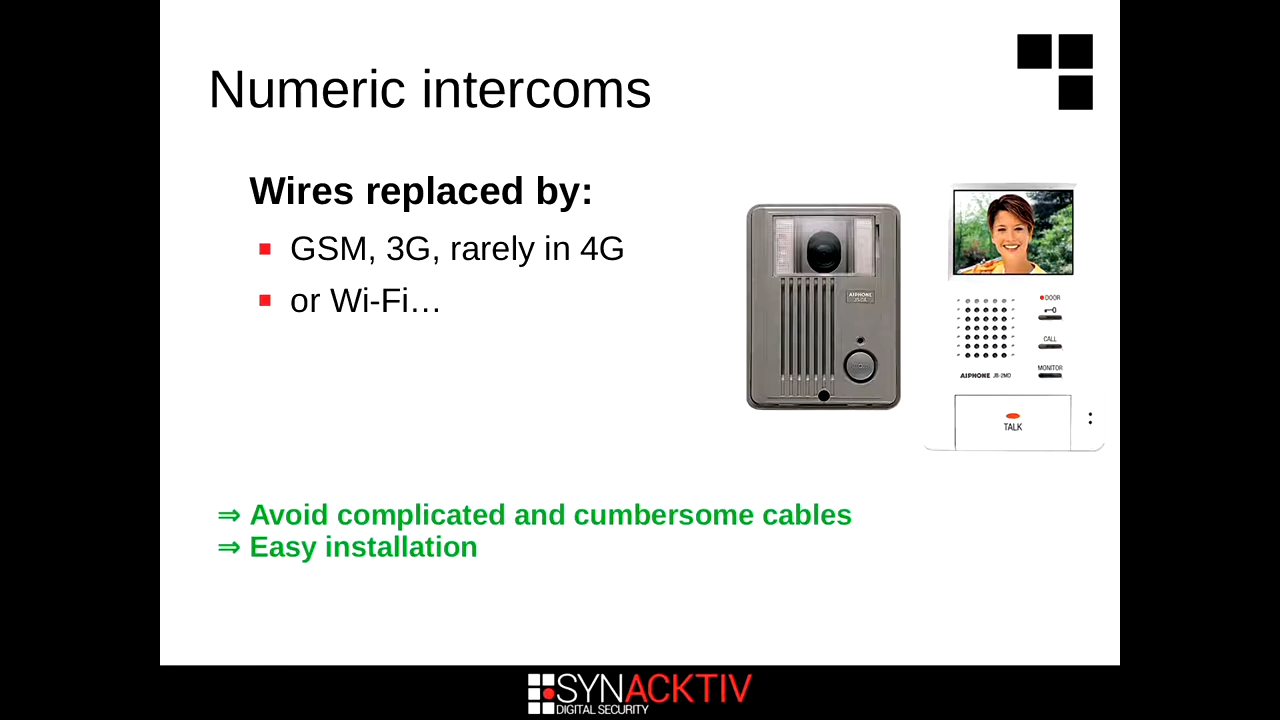 Numeric intercoms
Wires replaced by:
GSM, 3G, rarely in 4G
or Wi-Fi…
AIPHONE
DOOR
CALL
AIPHONE JB-2MD
MONITOR
TALK
⇒ Avoid complicated and cumbersome cables
⇒ Easy installation
SYNACKTIV
DIGITAL SECURITY